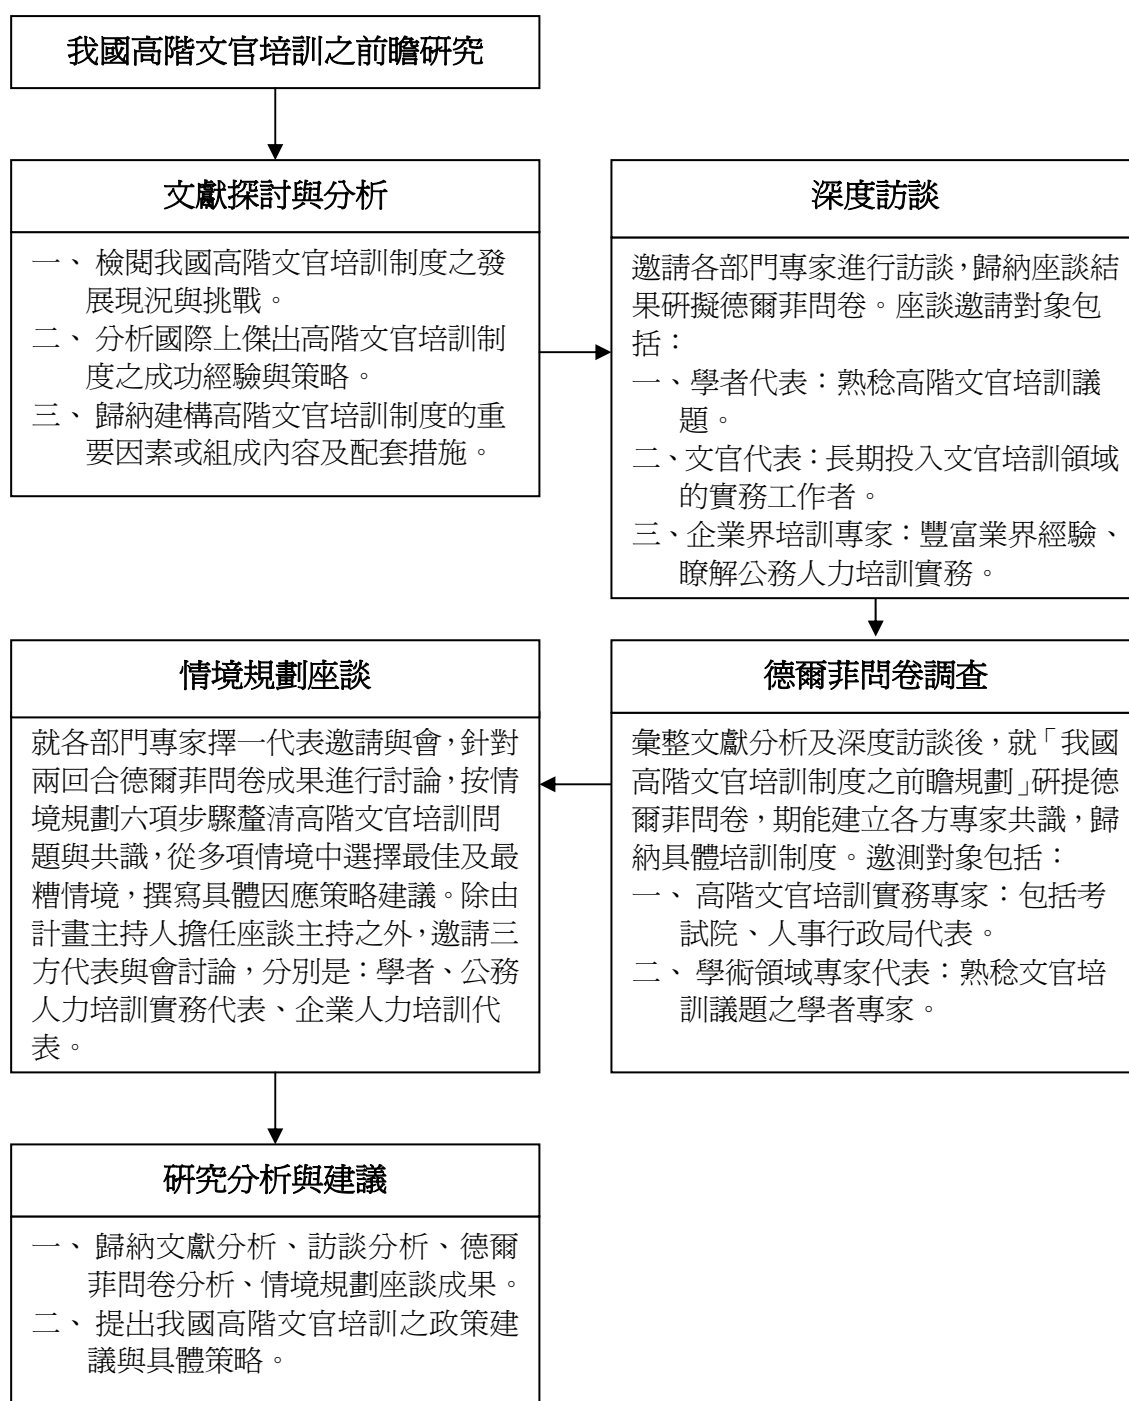 我國高階文官培訓之前瞻研究
文獻探討與分析
一、 檢閱我國高階文官培訓制度之發
展現況與挑戰。
二、 分析國際上傑出高階文官培訓制
度之成功經驗與策略。
三、 歸納建構高階文官培訓制度的重
要因素或組成內容及配套措施。
深度訪談
邀請各部門專家進行訪談，歸納座談結
果研擬德爾菲問卷。座談邀請對象包
括：
一、學者代表：熟稔高階文官培訓議
題。
二、文官代表：長期投入文官培訓領域
的實務工作者。
三、企業界培訓專家：豐富業界經驗、
瞭解公務人力培訓實務。
德爾菲問卷調查
彙整文獻分析及深度訪談後，就「我國
高階文官培訓制度之前瞻規劃」研提德
爾菲問卷，期能建立各方專家共識，歸
納具體培訓制度。邀測對象包括：
一、 高階文官培訓實務專家：包括考
試院、人事行政局代表。
二、 學術領域專家代表：熟稔文官培
訓議題之學者專家。
情境規劃座談
就各部門專家擇一代表邀請與會，針對
兩回合德爾菲問卷成果進行討論，按情
境規劃六項步驟釐清高階文官培訓問
題與共識，從多項情境中選擇最佳及最
糟情境，撰寫具體因應策略建議。除由
計畫主持人擔任座談主持之外，邀請三
方代表與會討論，分別是：學者、公務
人力培訓實務代表、企業人力培訓代
表。
研究分析與建議
一、 歸納文獻分析、訪談分析、德爾
菲問卷分析、情境規劃座談成果。
二、 提出我國高階文官培訓之政策建
議與具體策略。